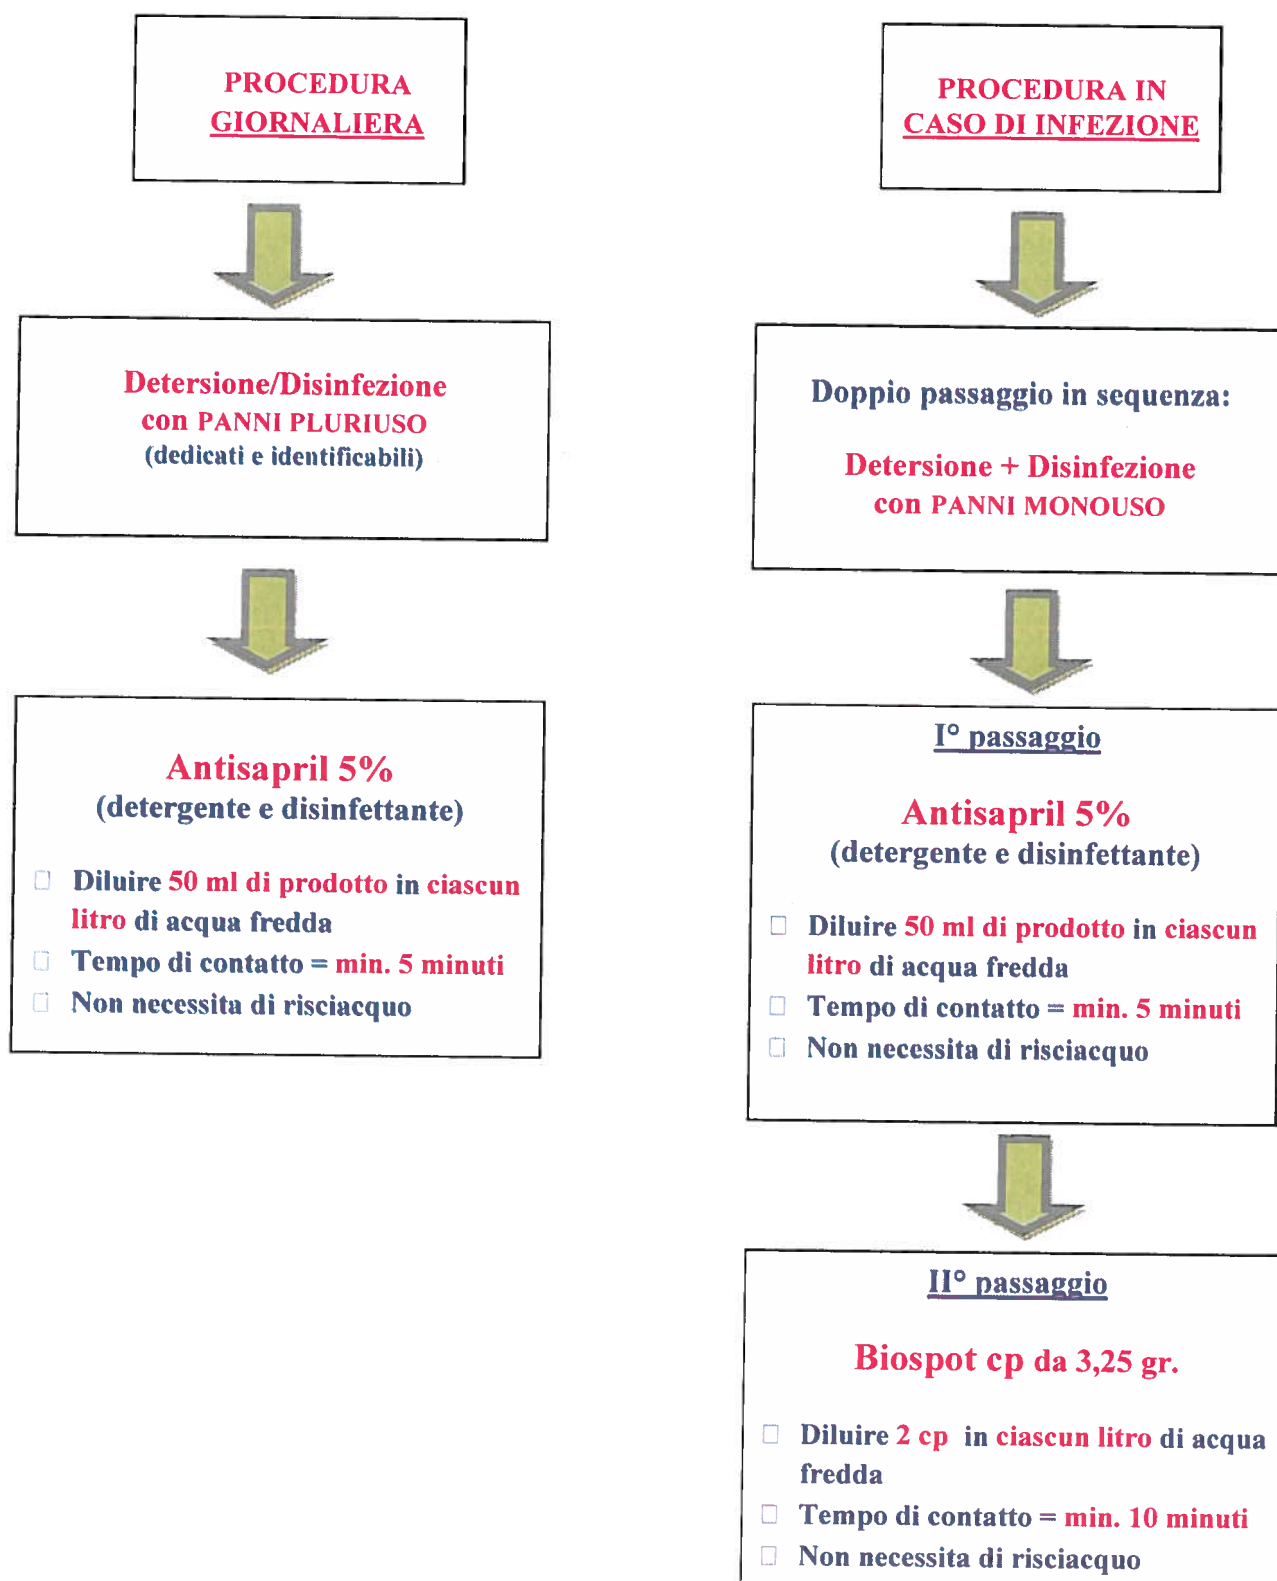 PROCEDURA
GIORNALIERA
Detersione/Disinfezione
con PANNI PLURIUSO
(dedicati e identificabili)
Antisapril 5%
(detergente e disinfettante)
Diluire 50 ml di prodotto in ciascun
litro di acqua fredda
Tempo di contatto = min. 5 minuti
Non necessita di risciacquo
PROCEDURA IN
CASO DI INFEZIONE
Doppio passaggio in sequenza:
Detersione + Disinfezione
con PANNI MONOUSO
I° passaggio
Antisapril 5%
(detergente e disinfettante)
Diluire 50 ml di prodotto in ciascun
litro di acqua fredda
Tempo di contatto = min. 5 minuti
Non necessita di risciacquo
II° passaggio
Biospot cp da 3,25 gr.
Diluire 2 cp in ciascun litro di acqua
fredda
Tempo di contatto = min. 10 minuti
Non necessita di risciacquo